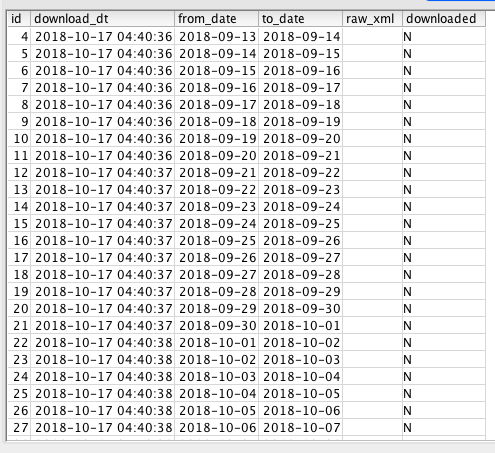 id download_dt from_date to_date raw_xml downloaded
4 2018-10-17 04:40:36 2018-09-13 2018-09-14 N
5 2018-10-17 04:40:36 2018-09-14 2018-09-15 N
6 2018-10-17 04:40:36 2018-09-15 2018-09-16 N
7 2018-10-17 04:40:36 2018-09-16 2018-09-17 N
8 2018-10-17 04:40:36 2018-09-17 2018-09-18 N
9 2018-10-17 04:40:36 2018-09-18 2018-09-19 N
10 2018-10-17 04:40:36 2018-09-19 2018-09-20 N
11 2018-10-17 04:40:36 2018-09-20 2018-09-21 N
12 2018-10-17 04:40:37 2018-09-21 2018-09-22 N
13 2018-10-17 04:40:37 2018-09-22 2018-09-23 N
14 2018-10-17 04:40:37 2018-09-23 2018-09-24 N
15 2018-10-17 04:40:37 2018-09-24 2018-09-25 N
16 2018-10-17 04:40:37 2018-09-25 2018-09-26 N
17 2018-10-17 04:40:37 2018-09-26 2018-09-27 N
18 2018-10-17 04:40:37 2018-09-27 2018-09-28 N
19 2018-10-17 04:40:37 2018-09-28 2018-09-29 N
20 2018-10-17 04:40:37 2018-09-29 2018-09-30 N
21 2018-10-17 04:40:37 2018-09-30 2018-10-01 N
22 2018-10-17 04:40:38 2018-10-01 2018-10-02 N
23 2018-10-17 04:40:38 2018-10-02 2018-10-03 N
24 2018-10-17 04:40:38 2018-10-03 2018-10-04 N
25 2018-10-17 04:40:38 2018-10-04 2018-10-05 N
26 2018-10-17 04:40:38 2018-10-05 2018-10-06 N
27 2018-10-17 04:40:38 2018-10-06 2018-10-07 N